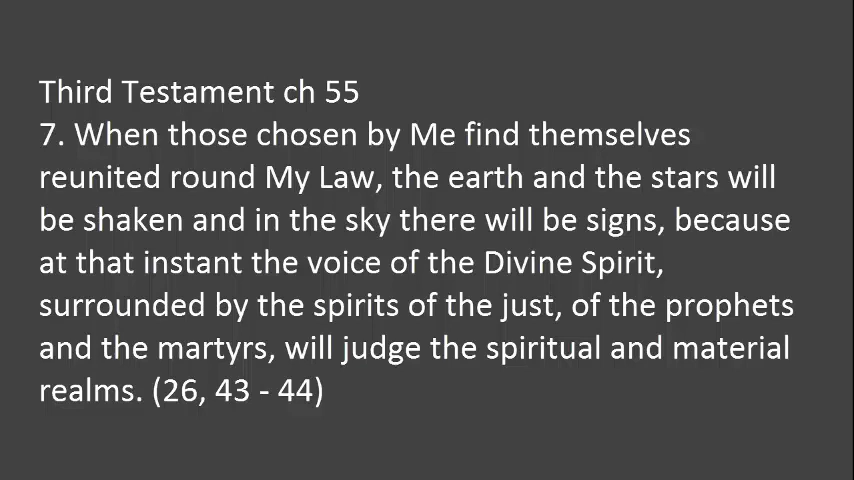 Third Testament ch 55
7. When those chosen by Me find themselves
reunited round My Law, the earth and the stars will
be shaken and in the sky there will be signs, because
at that instant the voice of the Divine Spirit,
surrounded by the spirits of the just, of the prophets
and the martyrs, will judge the spiritual and material
realms. (26, 43 - 44)